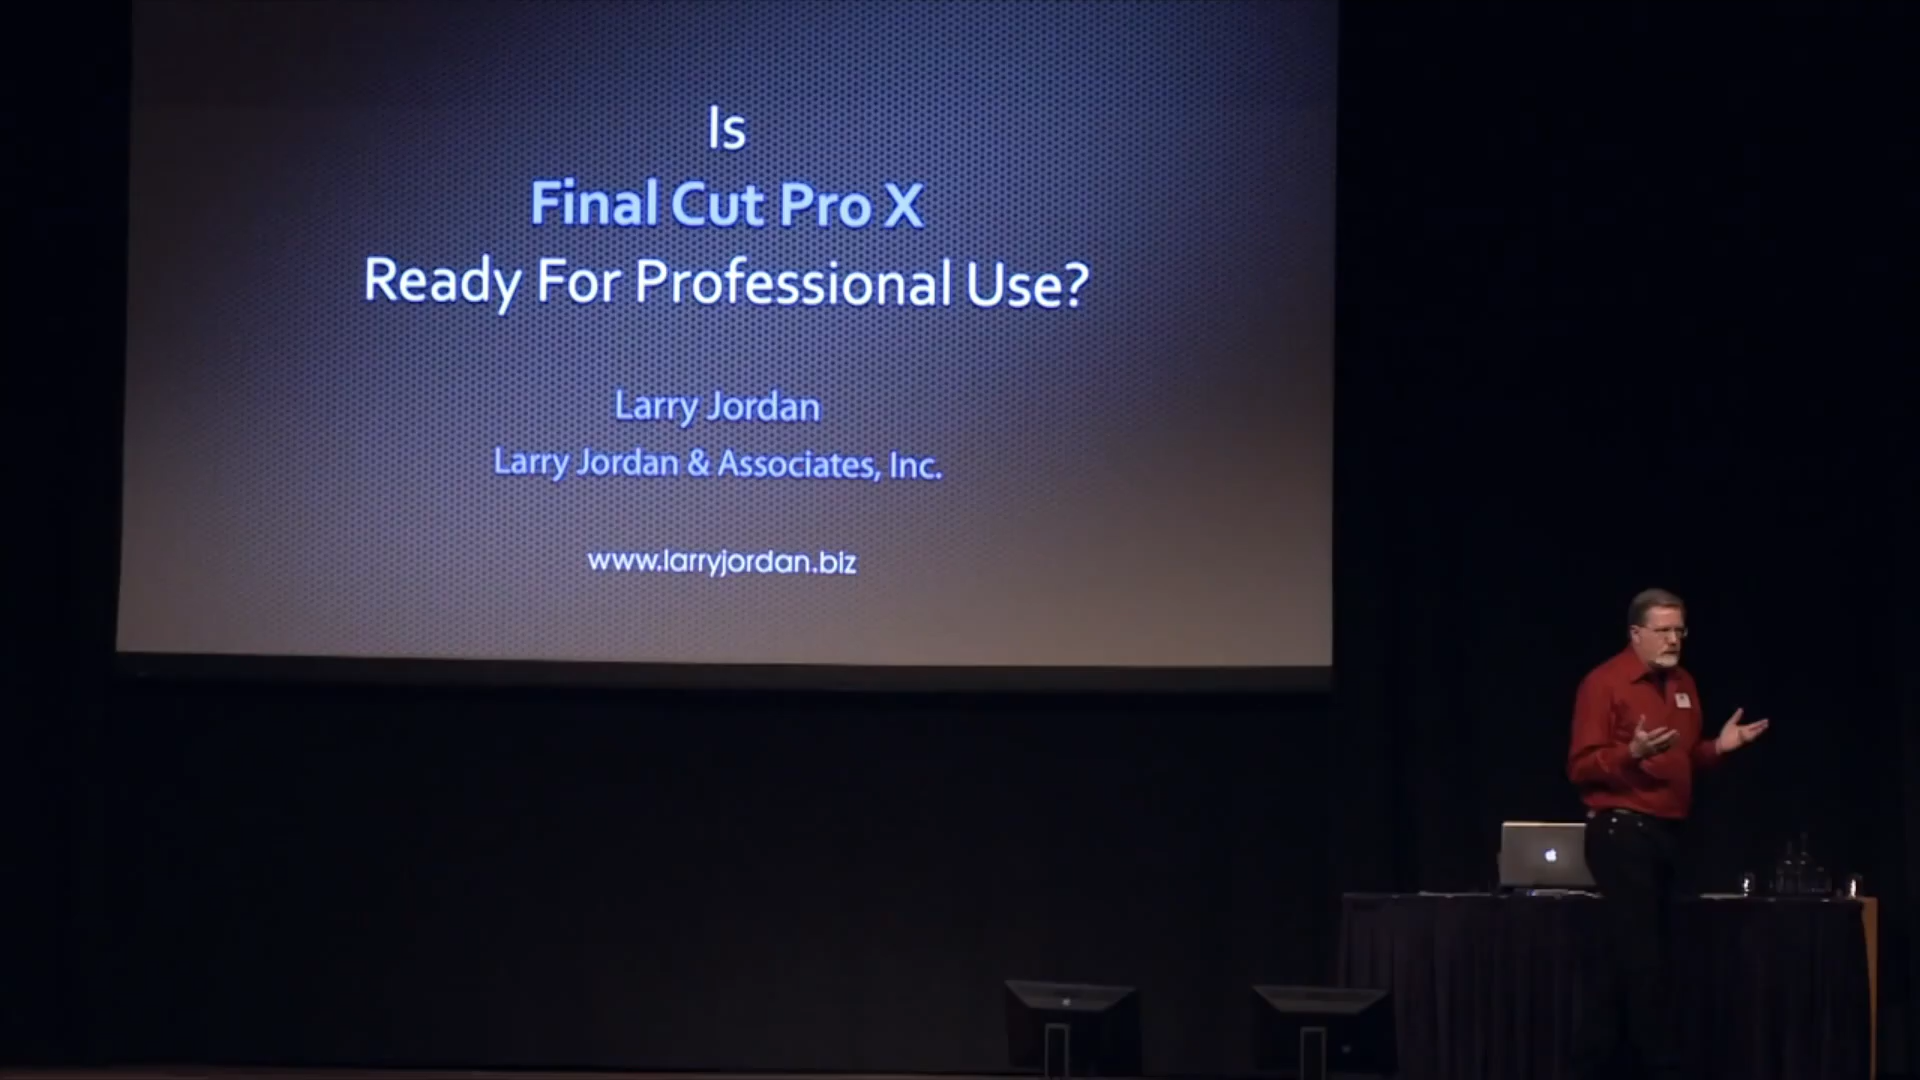 Is
Final Cut Pro X
Ready For Professional Use?
Larry Jordan
Larry Jordan & Associates, Inc.
www.larryjordan.biz